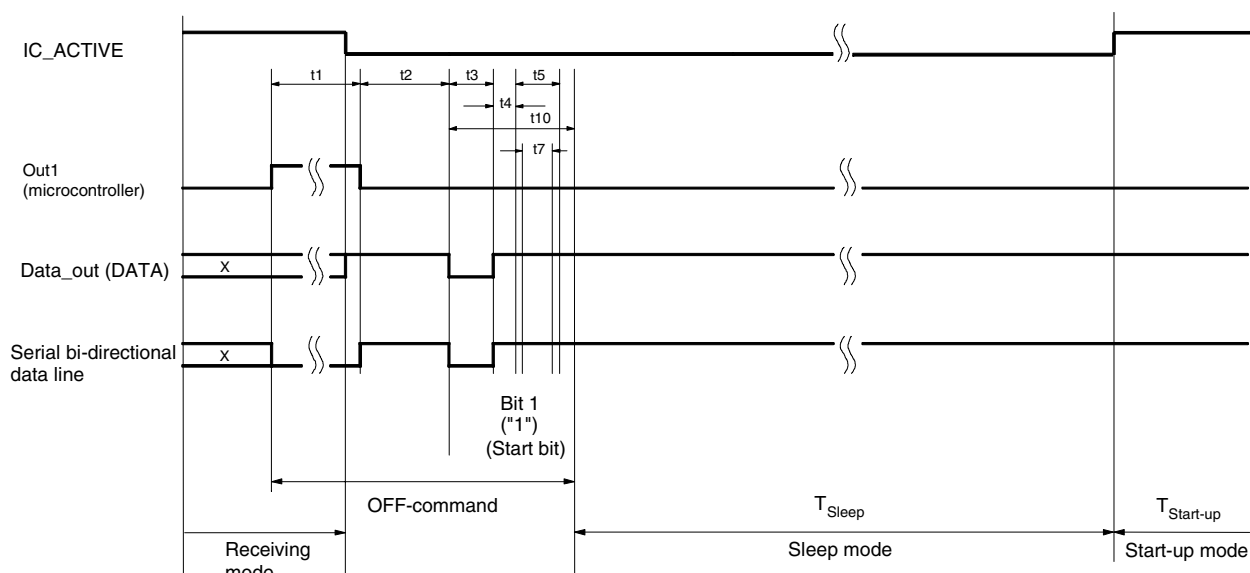 IC_ACTIVE
t1
t2
t3
t5
t4
t10
t7
Out1
(microcontroller)
Data_out (DATA)
X
Serial bi-directional
data line
X
Bit 1
("1")
(Start bit)
OFF-command
TSleep
TStart-up
Receiving
mode
Sleep mode
Start-up mode